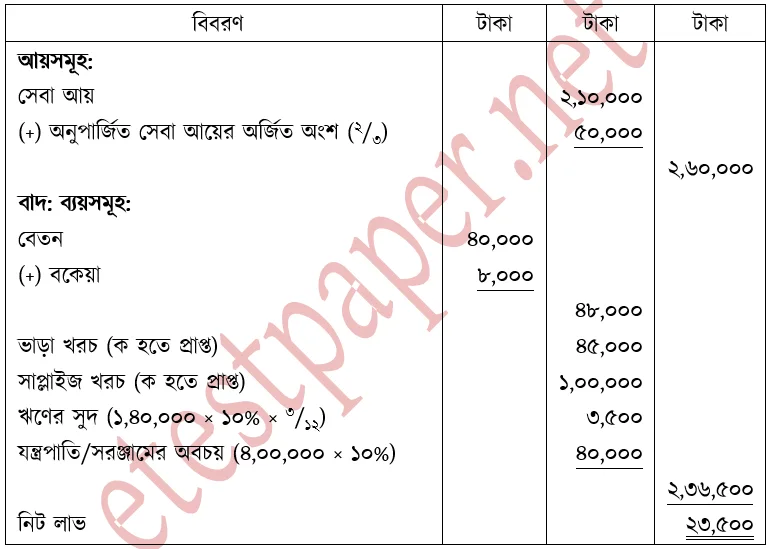 বিবরণ টাকা টাকা টাকা
আয়সমূহ:
সেবা আয় ২,১০,০০০
(+) অনুপার্জিত সেবা আয়ের অর্জিত অংশ (২/৩) ৫০,০০০
২,৬০,০০০
বাদ: ব্যয়সমূহ:
বেতন ৪০,০০০
(+) বকেয়া ৮,০০০
৪৮,০০০
ভাড়া খরচ (ক হতে প্রাপ্ত) ৪৫,০০০
সাপ্লাইজ খরচ (ক হতে প্রাপ্ত) ১,০০,০০০
ঋণের সুদ (১,৪০,০০০ × ১০% × ৩/১২) ৩,৫০০
যন্ত্রপাতি/সরঞ্জামের অবচয় (৪,০০,০০০ × ১০%) ৪০,০০০
২,৩৬,৫০০
নিট লাভ ২৩,৫০০
etestpaper.net